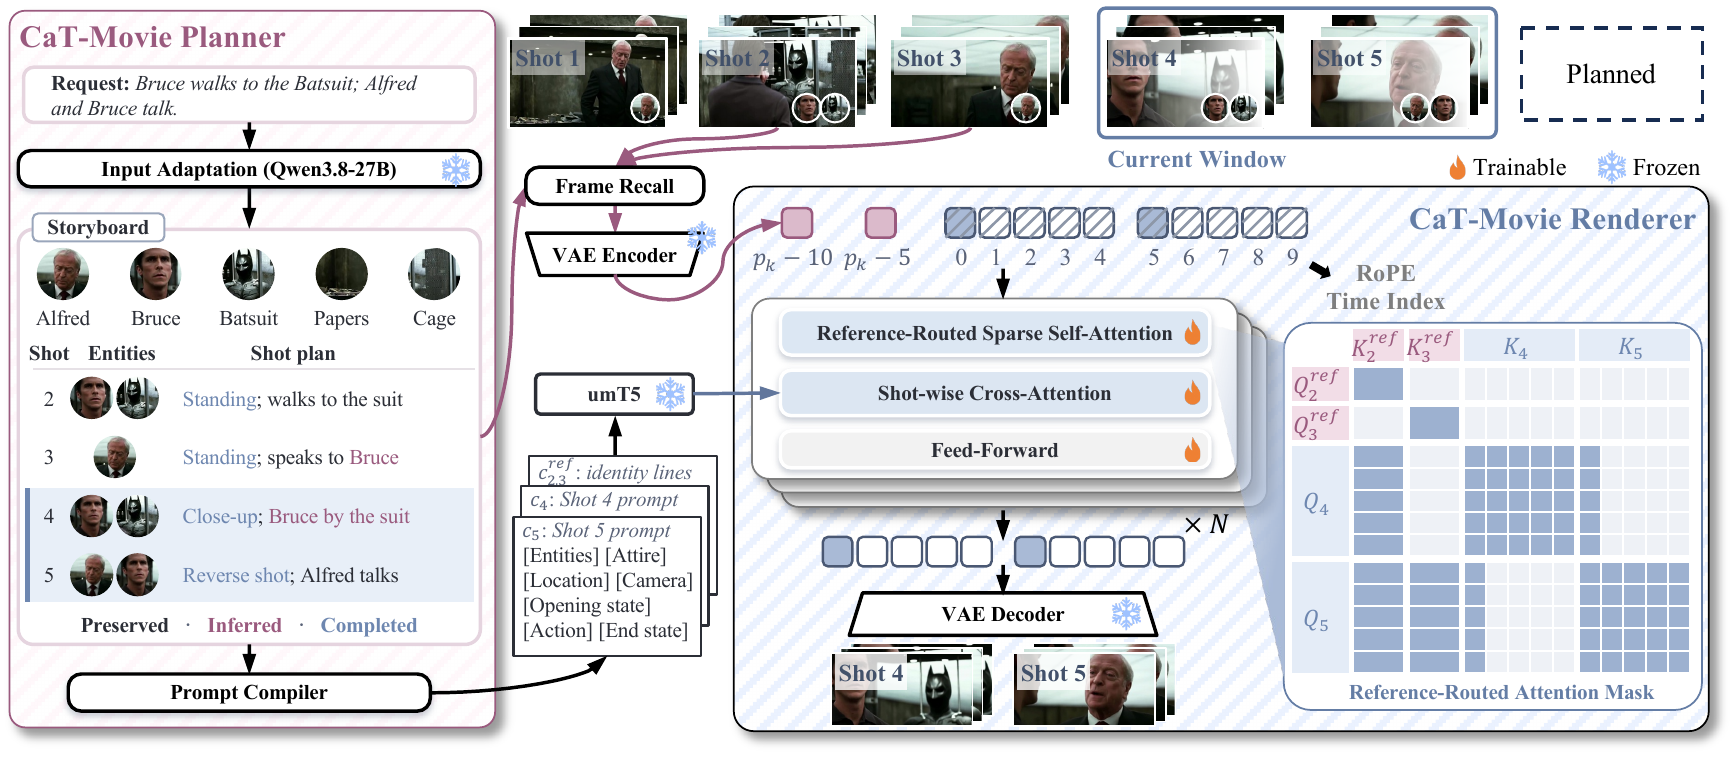 CaT-Movie Planner
Request: Bruce walks to the Batsuit; Alfred
and Bruce talk.
Input Adaptation (Qwen3.8-27B)
Storyboard
Alfred Bruce Batsuit Papers Cage
Shot Entities Shot plan
2 Standing; walks to the suit
3 Standing; speaks to Bruce
4 Close-up; Bruce by the suit
5 Reverse shot; Alfred talks
Preserved · Inferred · Completed
Prompt Compiler
Shot 1
Shot 2
Shot 3
Shot 4
Shot 5
Current Window
Planned
Trainable
Frozen
Frame Recall
VAE Encoder
umT5
c_{2,3}^{ref}: identity lines
c_4: Shot 4 prompt
c_5: Shot 5 prompt
[Entities] [Attire]
[Location] [Camera]
[Opening state]
[Action] [End state]
CaT-Movie Renderer
p_k − 10 p_k − 5 0 1 2 3 4 5 6 7 8 9
RoPE
Time Index
Reference-Routed Sparse Self-Attention
Shot-wise Cross-Attention
Feed-Forward
× N
VAE Decoder
Shot 4
Shot 5
K_2^{ref} K_3^{ref} K_4 K_5
Q_2^{ref}
Q_3^{ref}
Q_4
Q_5
Reference-Routed Attention Mask